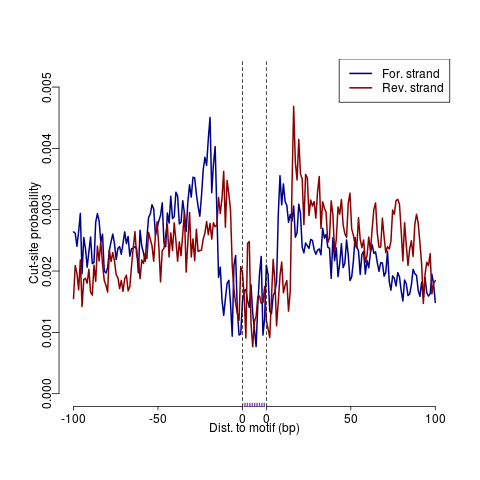 For. strand
Rev. strand
Cut-site probability
0.005
0.004
0.003
0.002
0.001
0.000
-100 -50 0 0 50 100
Dist. to motif (bp)